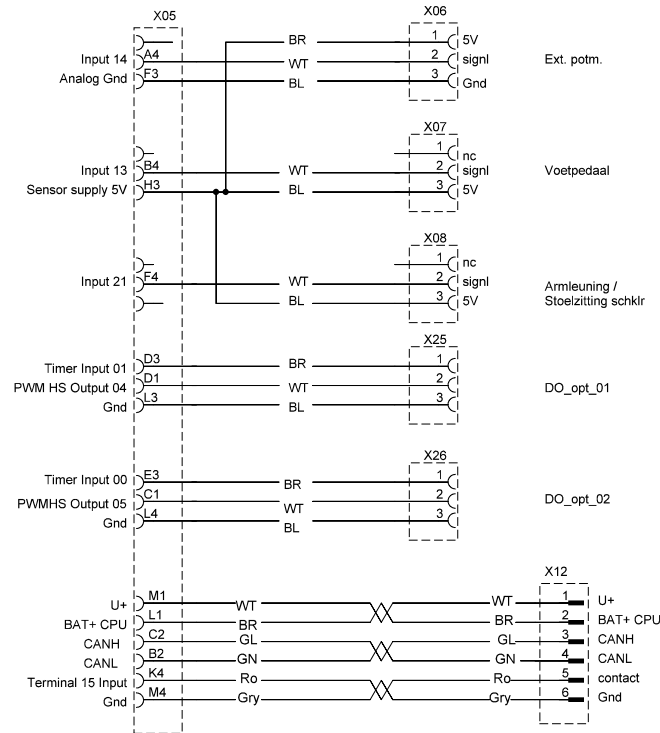 X05 X06
BR 1 5V
Input 14 A4 WT 2 signl Ext. potm.
Analog Gnd F3 BL 3 Gnd
X07
1 nc
Input 13 B4 WT 2 signl Voetpedaal
Sensor supply 5V H3 BL 3 5V
X08
1 nc
Input 21 F4 WT 2 signl Armleuning /
BL 3 5V Stoelzitting schklr
X25
Timer Input 01 D3 BR 1
PWM HS Output 04 D1 WT 2 DO_opt_01
Gnd L3 BL 3
X26
Timer Input 00 E3 BR 1
PWMHS Output 05 C1 WT 2 DO_opt_02
Gnd L4 BL 3
X12
U+ M1 WT WT 1 U+
BAT+ CPU L1 BR BR 2 BAT+ CPU
CANH C2 GL GL 3 CANH
CANL B2 GN GN 4 CANL
Terminal 15 Input K4 Ro Ro 5 contact
Gnd M4 Gry Gry 6 Gnd